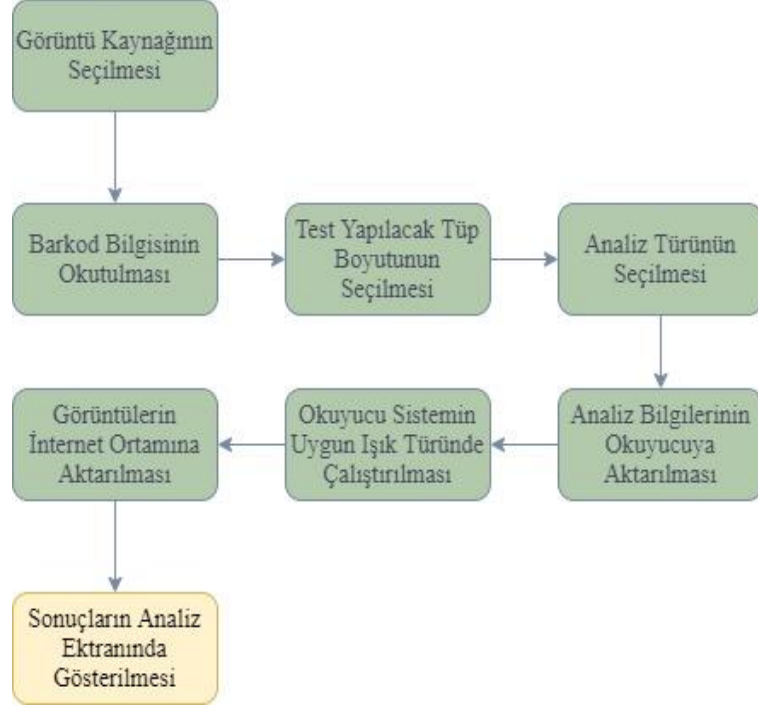 Görüntü Kaynağının
Seçilmesi
Barkod Bilgisinin
Okutulması
Test Yapılacak Tüp
Boyutunun
Seçilmesi
Analiz Türünün
Seçilmesi
Analiz Bilgilerinin
Okuyucuya
Aktarılması
Okuyucu Sistemin
Uygun Işık Türünde
Çalıştırılması
Görüntülerin
İnternet Ortamına
Aktarılması
Sonuçların Analiz
Ektranında
Gösterilmesi